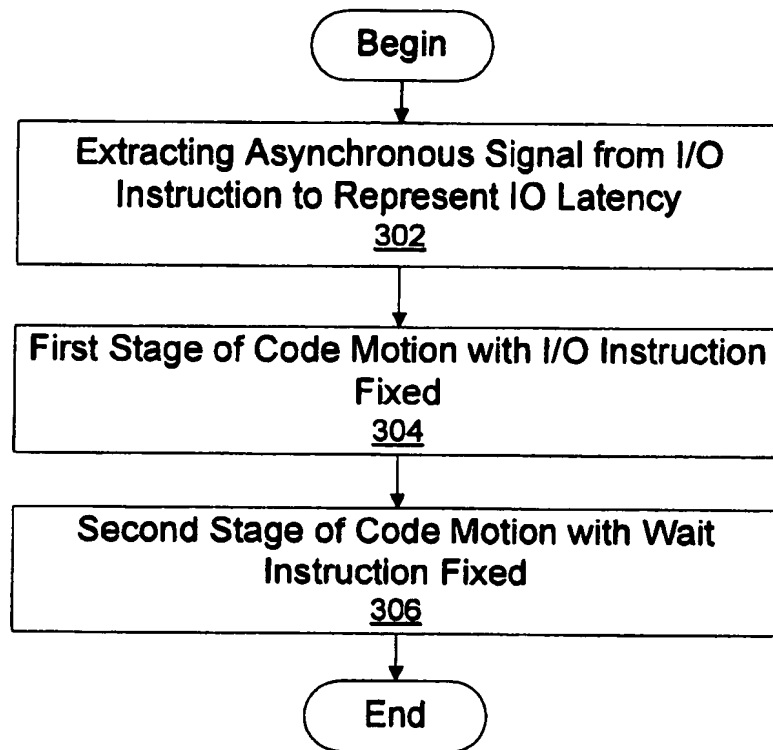 Begin
Extracting Asynchronous Signal from I/O
Instruction to Represent IO Latency
302
First Stage of Code Motion with I/O Instruction
Fixed
304
Second Stage of Code Motion with Wait
Instruction Fixed
306
End